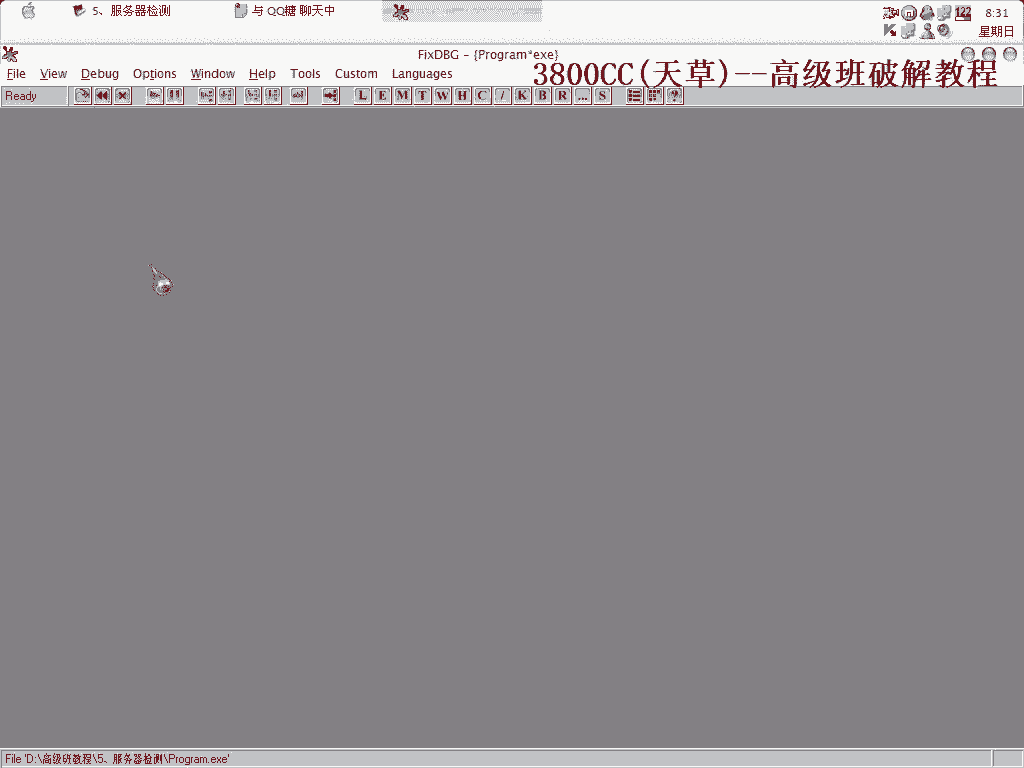 5、服务器检测
与 QQ糖 聊天中
122
8:31
星期日
FixDBG - {Program*exe}
3800CC(天草)--高级班破解教程
File View Debug Options Window Help Tools Custom Languages
Ready
L E M T W H C / K B R ... S ?
File 'D:\高级班教程\5、服务器检测\Program.exe'